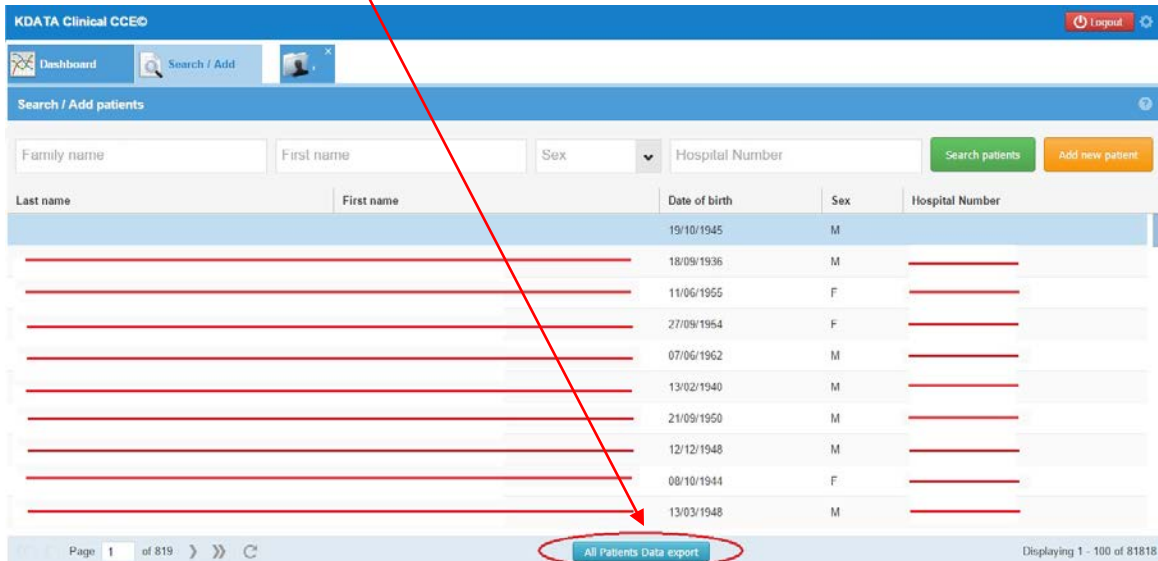 KDATA Clinical CCE©
Logout
Dashboard
Search / Add
Search / Add patients
Family name
First name
Sex
Hospital Number
Search patients
Add new patient
Last name First name Date of birth Sex Hospital Number
19/10/1945 M
18/09/1936 M
11/06/1955 F
27/09/1954 F
07/06/1962 M
13/02/1940 M
21/09/1950 M
12/12/1948 M
08/10/1944 F
13/03/1948 M
Page 1 of 819 All Patients Data export Displaying 1 - 100 of 81818